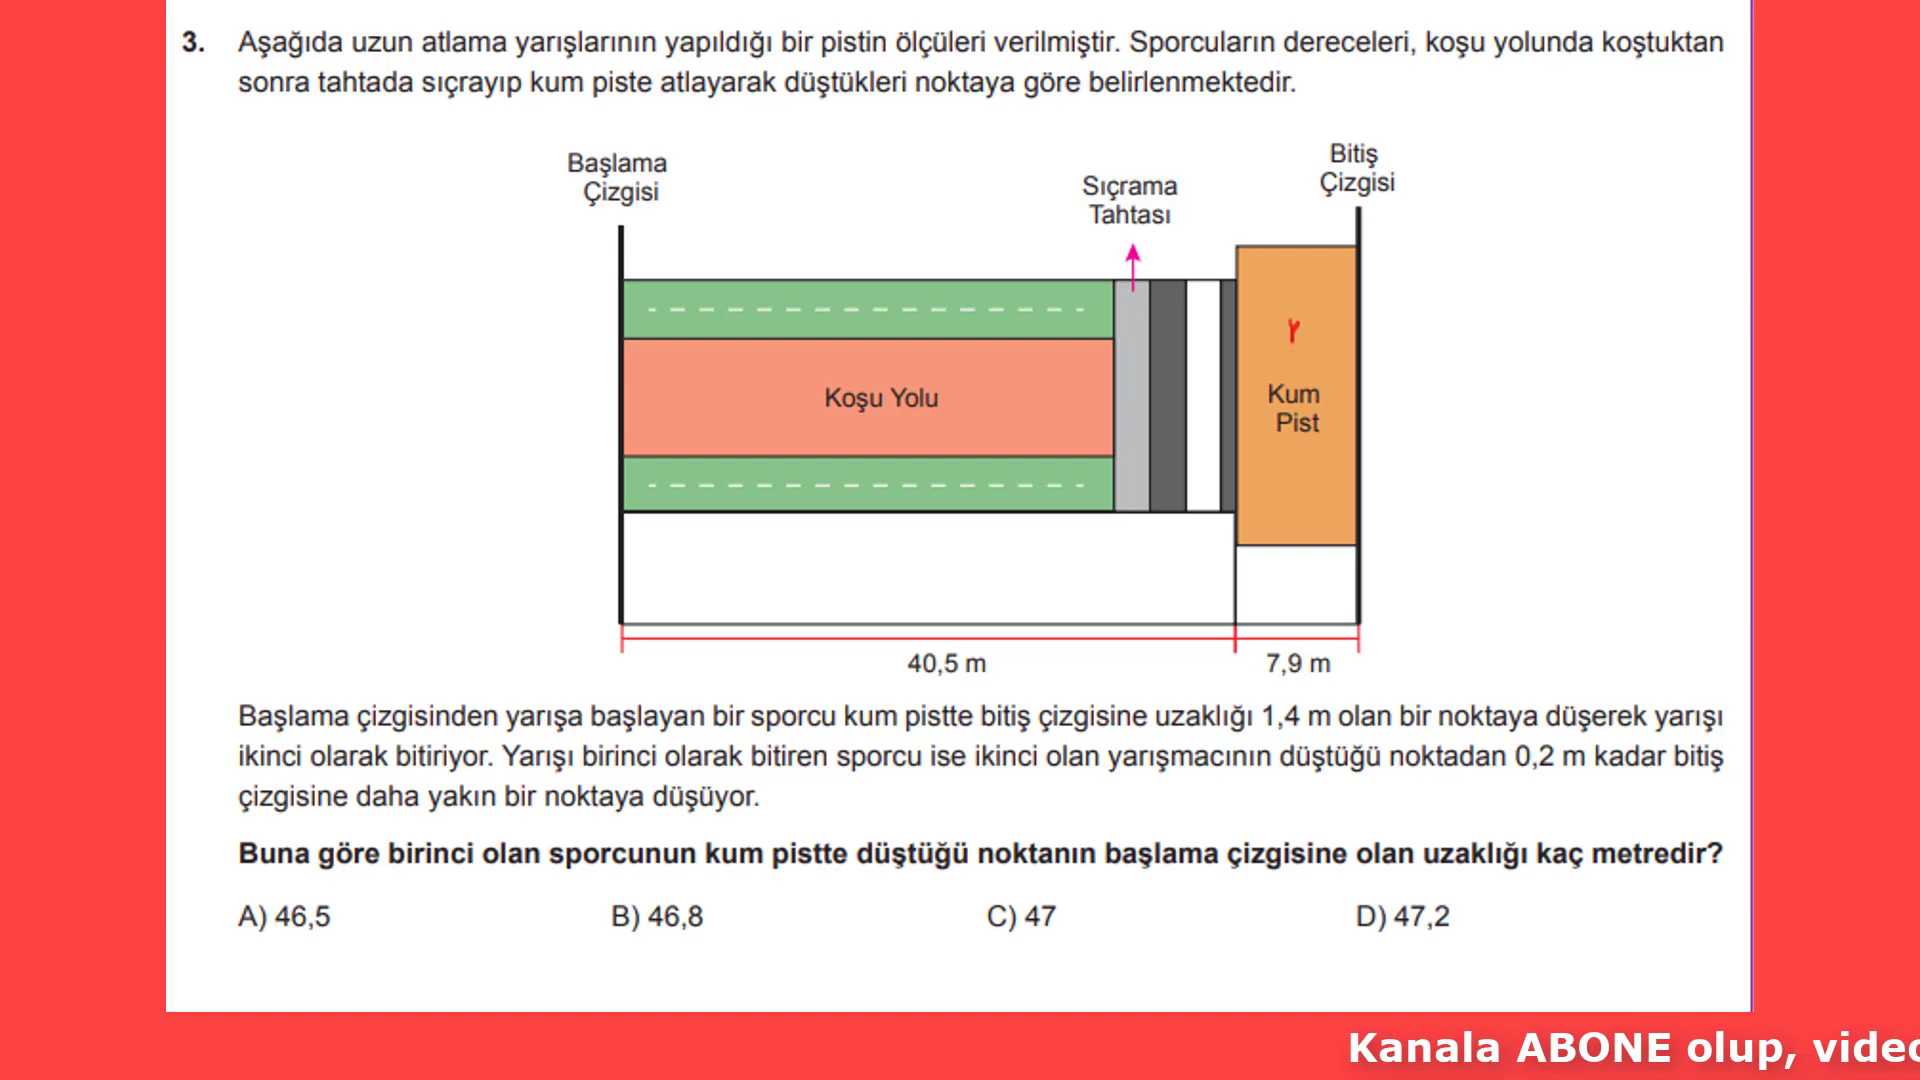 3. Aşağıda uzun atlama yarışlarının yapıldığı bir pistin ölçüleri verilmiştir. Sporcuların dereceleri, koşu yolunda koştuktan
sonra tahtada sıçrayıp kum piste atlayarak düştükleri noktaya göre belirlenmektedir.
Başlama
Çizgisi
Sıçrama
Tahtası
Bitiş
Çizgisi
Koşu Yolu
Kum
Pist
40,5 m
7,9 m
Başlama çizgisinden yarışa başlayan bir sporcu kum pistte bitiş çizgisine uzaklığı 1,4 m olan bir noktaya düşerek yarışı
ikinci olarak bitiriyor. Yarışı birinci olarak bitiren sporcu ise ikinci olan yarışmacının düştüğü noktadan 0,2 m kadar bitiş
çizgisine daha yakın bir noktaya düşüyor.
Buna göre birinci olan sporcunun kum pistte düştüğü noktanın başlama çizgisine olan uzaklığı kaç metredir?
A) 46,5 B) 46,8 C) 47 D) 47,2
Kanala ABONE olup, video